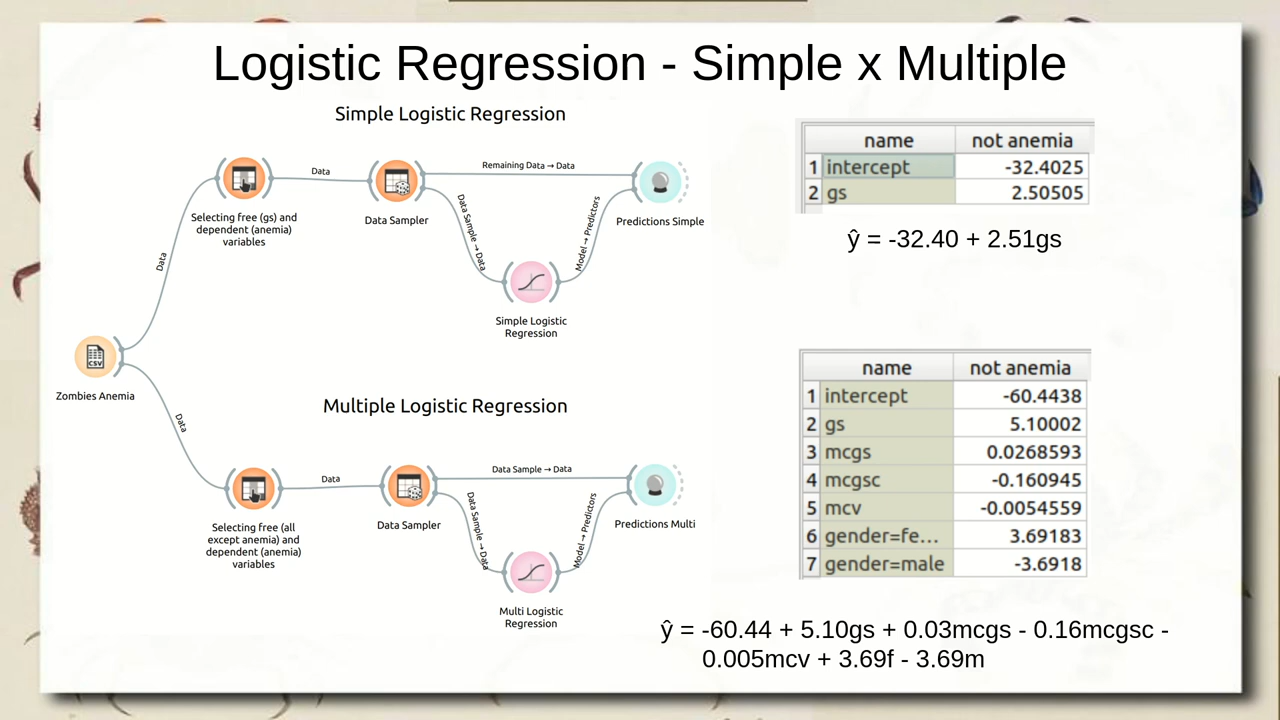 Logistic Regression - Simple x Multiple
Simple Logistic Regression
Data
Selecting free (gs) and
dependent (anemia)
variables
Data
Data Sampler
Remaining Data → Data
Data Sample → Data
Model → Predictors
Predictions Simple
Simple Logistic
Regression
Zombies Anemia
CSV
Multiple Logistic Regression
Data
Selecting free (all
except anemia) and
dependent (anemia)
variables
Data
Data Sampler
Data Sample → Data
Data Sample → Data
Model → Predictors
Predictions Multi
Multi Logistic
Regression
name not anemia
1 intercept -32.4025
2 gs 2.50505
ŷ = -32.40 + 2.51gs
name not anemia
1 intercept -60.4438
2 gs 5.10002
3 mcgs 0.0268593
4 mcgsc -0.160945
5 mcv -0.0054559
6 gender=fe... 3.69183
7 gender=male -3.6918
ŷ = -60.44 + 5.10gs + 0.03mcgs - 0.16mcgsc -
0.005mcv + 3.69f - 3.69m